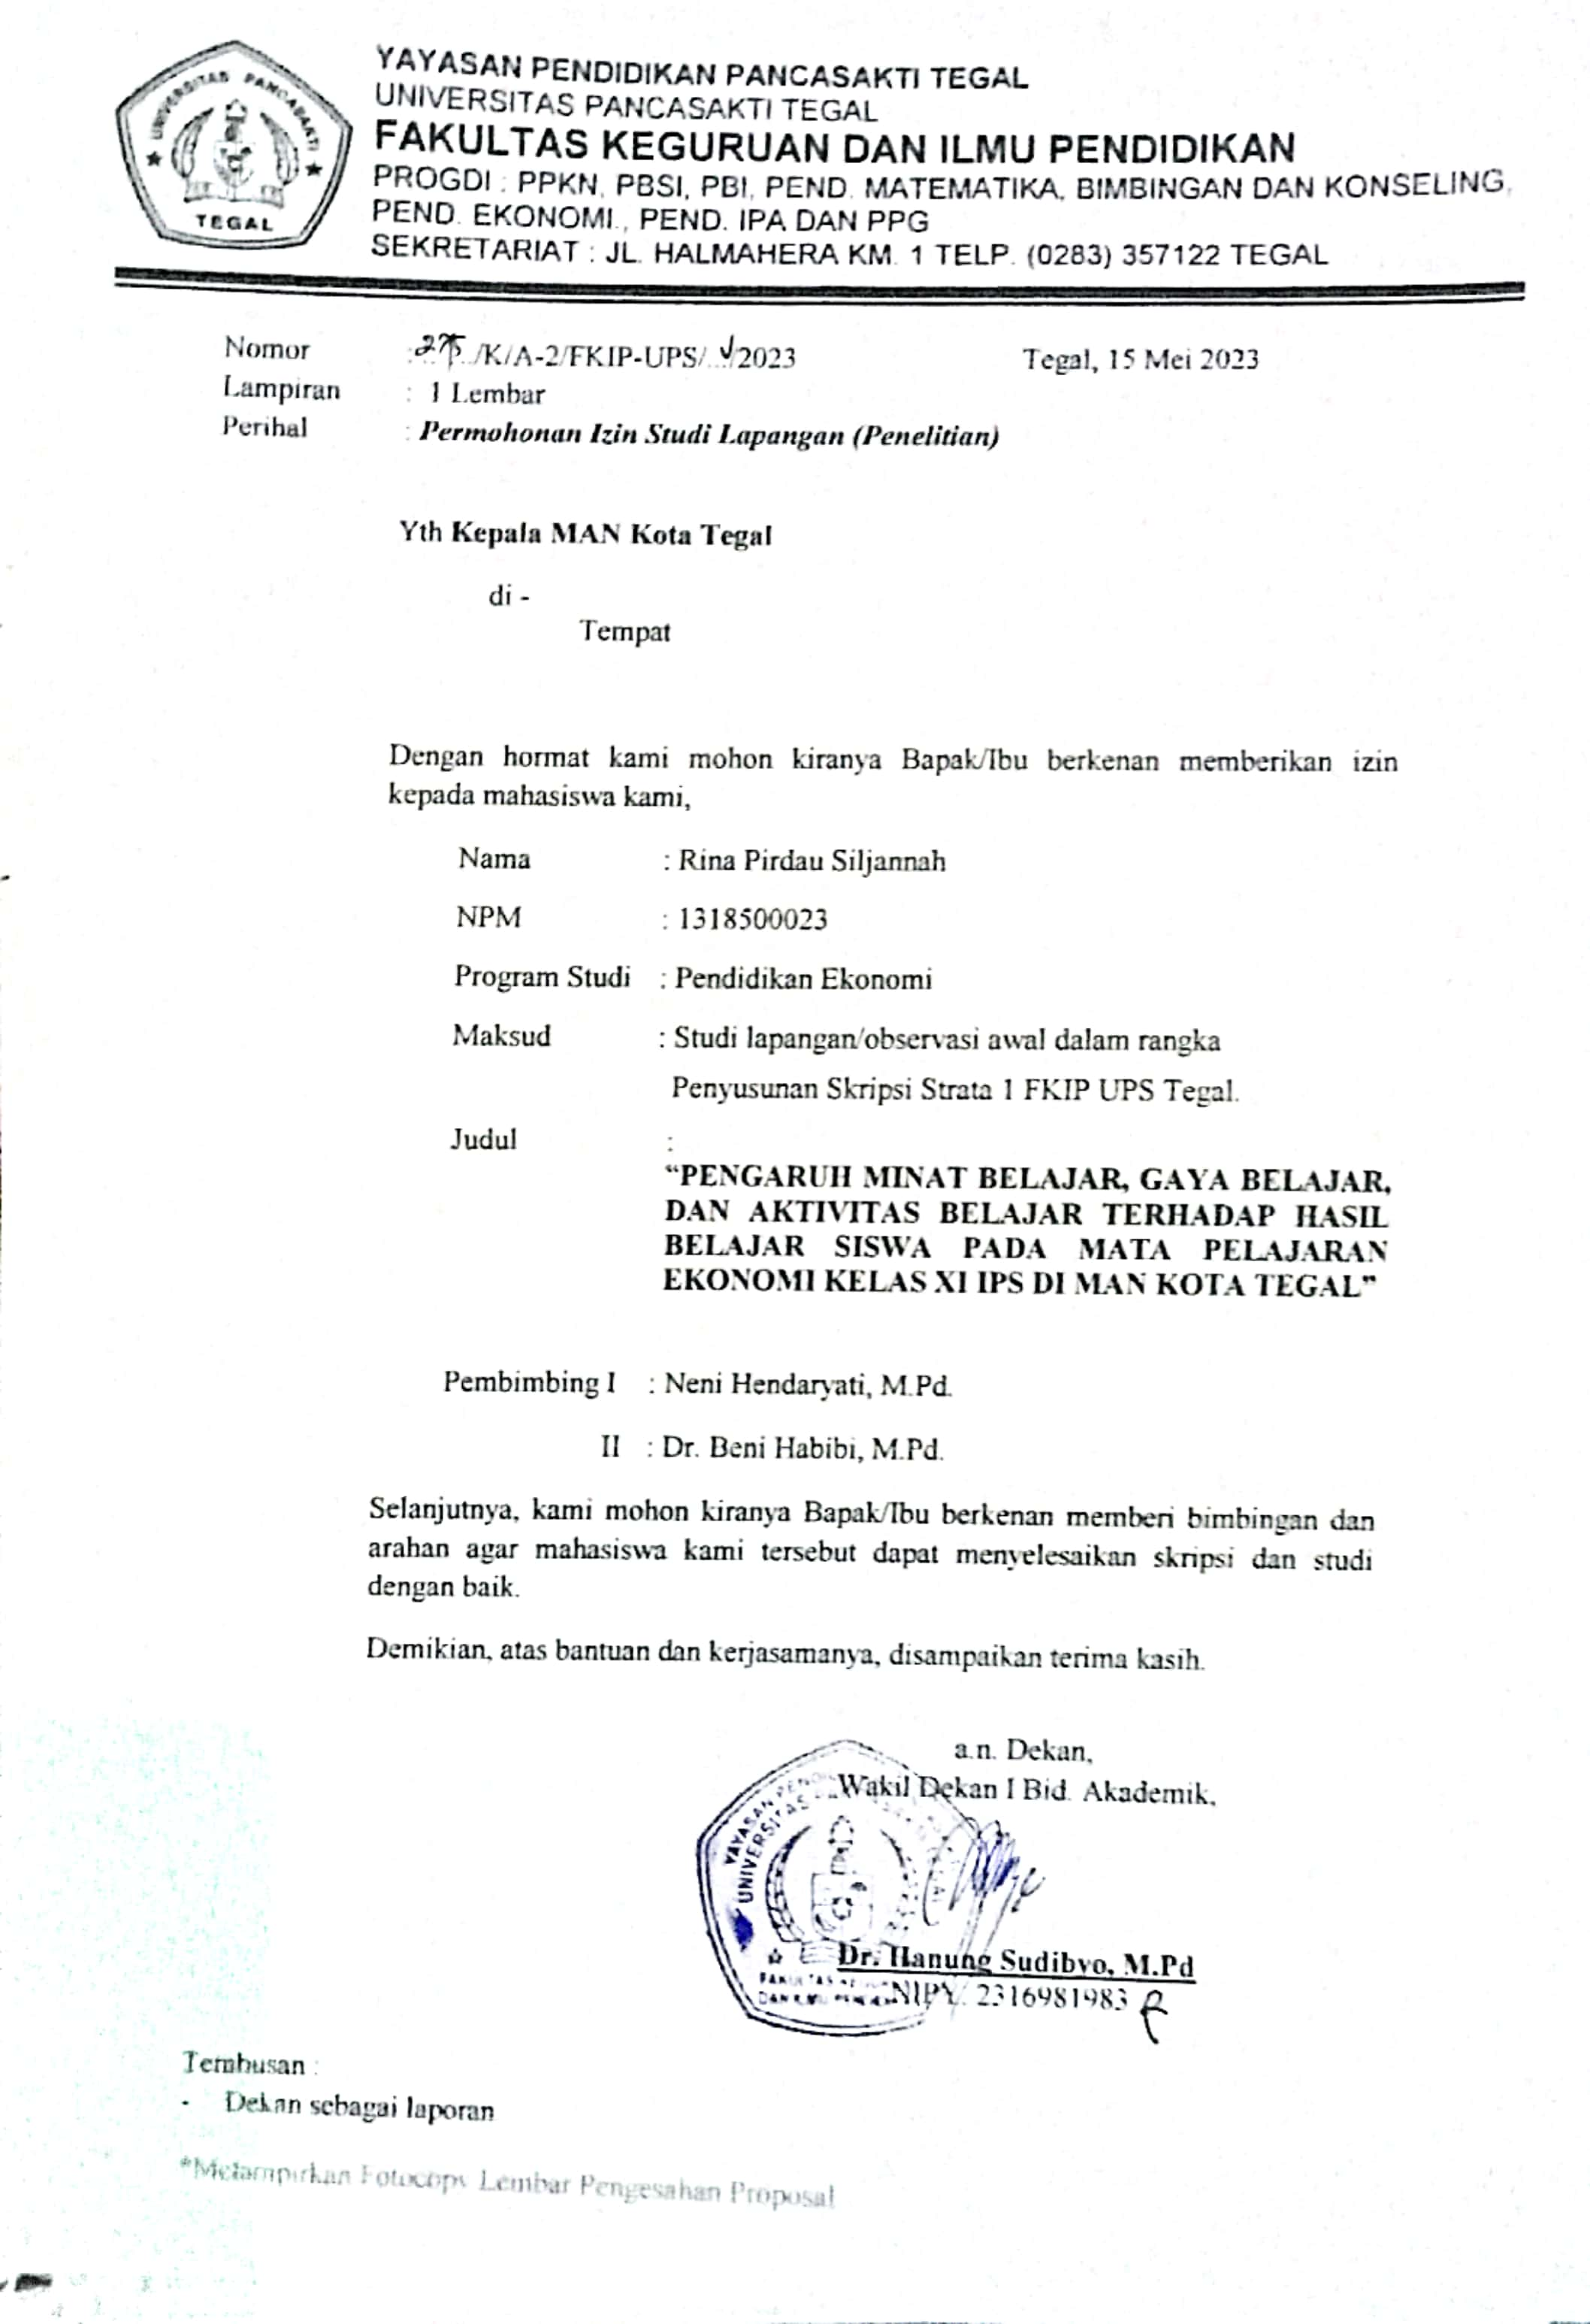 UNIVERSITAS PANCASAKTI
TEGAL
YAYASAN PENDIDIKAN PANCASAKTI TEGAL
UNIVERSITAS PANCASAKTI TEGAL
FAKULTAS KEGURUAN DAN ILMU PENDIDIKAN
PROGDI : PPKN, PBSI, PBI, PEND. MATEMATIKA, BIMBINGAN DAN KONSELING,
PEND. EKONOMI., PEND. IPA DAN PPG
SEKRETARIAT : JL. HALMAHERA KM. 1 TELP. (0283) 357122 TEGAL
Nomor : /K/A-2/FKIP-UPS/ V/2023 Tegal, 15 Mei 2023
Lampiran : 1 Lembar
Perihal : Permohonan Izin Studi Lapangan (Penelitian)
Yth Kepala MAN Kota Tegal
di -
Tempat
Dengan hormat kami mohon kiranya Bapak/Ibu berkenan memberikan izin
kepada mahasiswa kami,
Nama : Rina Pirdau Siljannah
NPM : 1318500023
Program Studi : Pendidikan Ekonomi
Maksud : Studi lapangan/observasi awal dalam rangka
Penyusunan Skripsi Strata 1 FKIP UPS Tegal.
Judul :
“PENGARUH MINAT BELAJAR, GAYA BELAJAR,
DAN AKTIVITAS BELAJAR TERHADAP HASIL
BELAJAR SISWA PADA MATA PELAJARAN
EKONOMI KELAS XI IPS DI MAN KOTA TEGAL”
Pembimbing I : Neni Hendaryati, M.Pd.
II : Dr. Beni Habibi, M.Pd.
Selanjutnya, kami mohon kiranya Bapak/Ibu berkenan memberi bimbingan dan
arahan agar mahasiswa kami tersebut dapat menyelesaikan skripsi dan studi
dengan baik.
Demikian, atas bantuan dan kerjasamanya, disampaikan terima kasih.
a.n. Dekan,
Wakil Dekan I Bid. Akademik,
YAYASAN
UNIVERSITAS
Dr. Hanung Sudibyo, M.Pd
NIPY. 2316981983
Tembusan :
- Dekan sebagai laporan
*Melampirkan Fotocopy Lembar Pengesahan Proposal